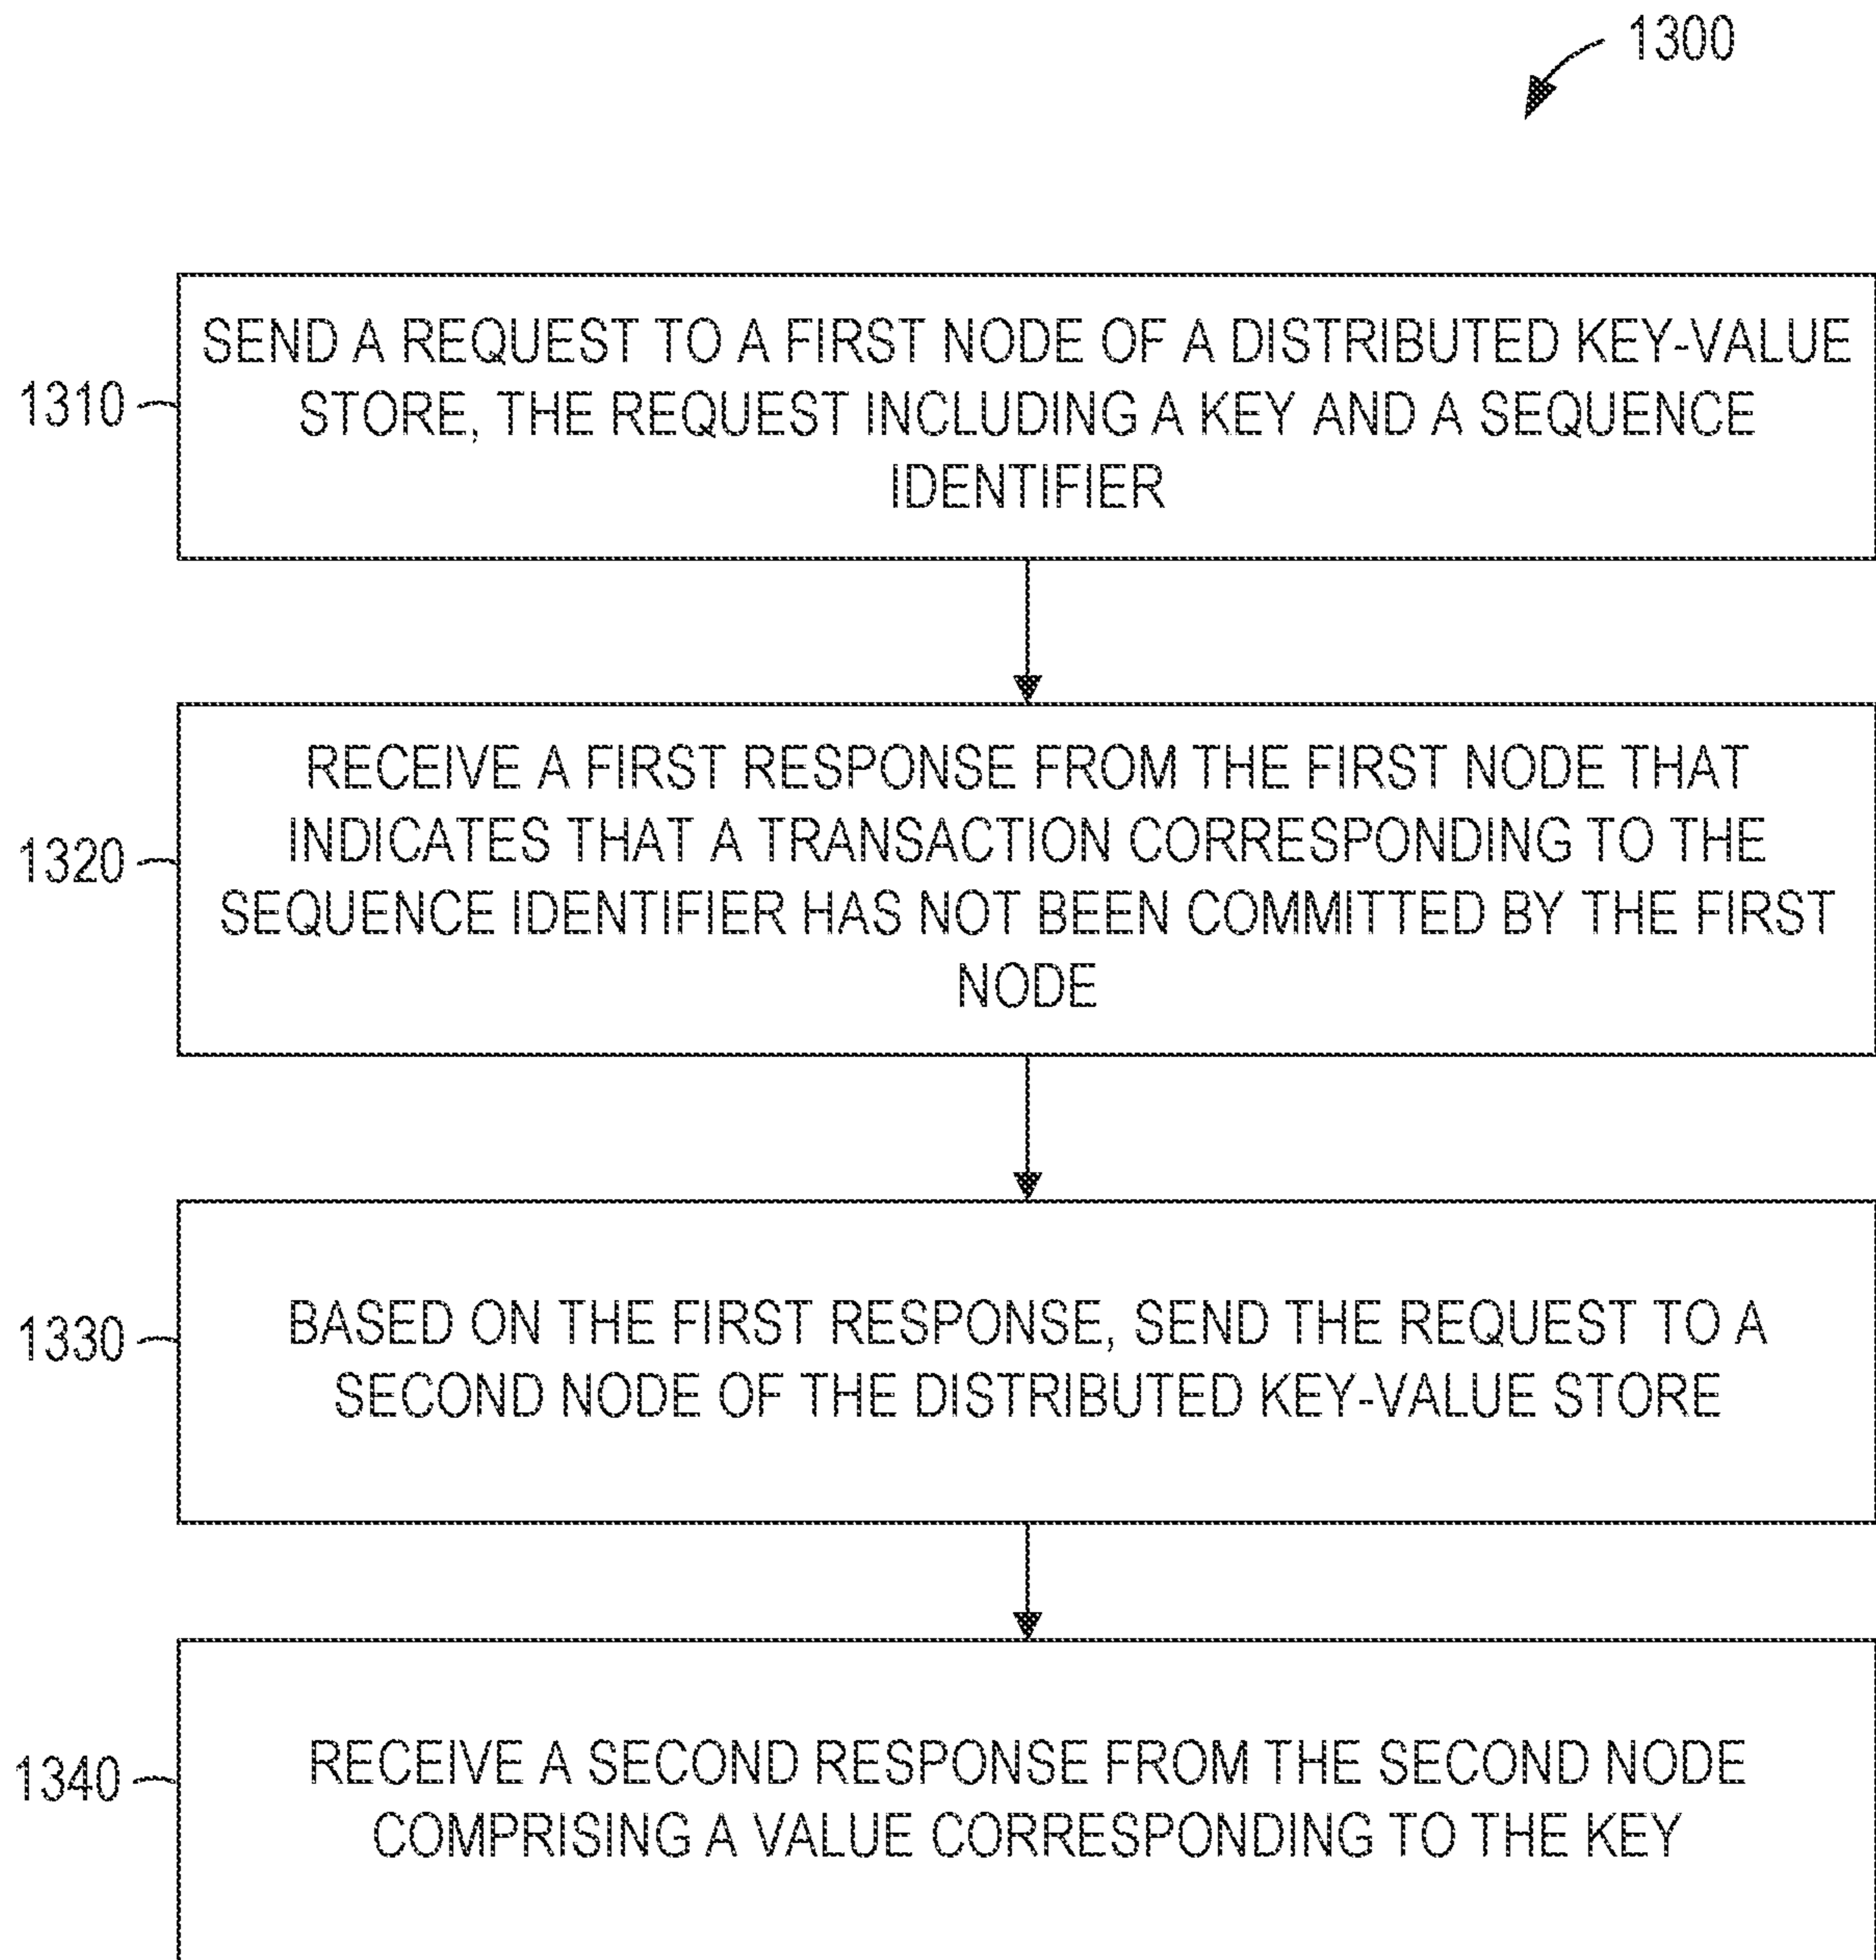 1300
SEND A REQUEST TO A FIRST NODE OF A DISTRIBUTED KEY-VALUE
STORE, THE REQUEST INCLUDING A KEY AND A SEQUENCE
IDENTIFIER
1310
RECEIVE A FIRST RESPONSE FROM THE FIRST NODE THAT
INDICATES THAT A TRANSACTION CORRESPONDING TO THE
SEQUENCE IDENTIFIER HAS NOT BEEN COMMITTED BY THE FIRST
NODE
1320
BASED ON THE FIRST RESPONSE, SEND THE REQUEST TO A
SECOND NODE OF THE DISTRIBUTED KEY-VALUE STORE
1330
RECEIVE A SECOND RESPONSE FROM THE SECOND NODE
COMPRISING A VALUE CORRESPONDING TO THE KEY
1340